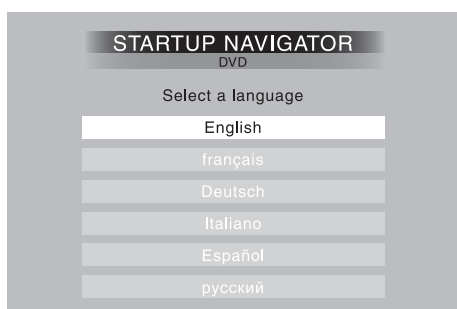 STARTUP NAVIGATOR
DVD
Select a language
English
français
Deutsch
Italiano
Español
русский